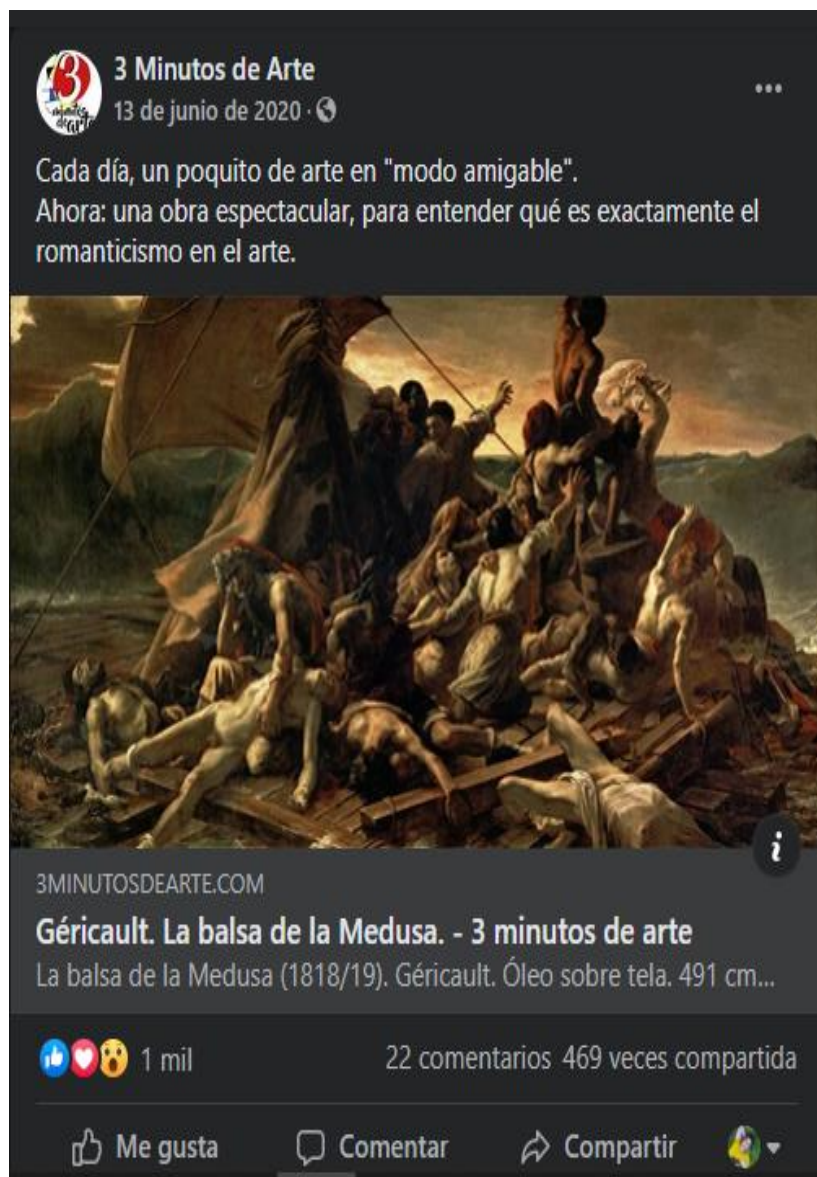 3 Minutos de Arte
13 de junio de 2020 ·
Cada día, un poquito de arte en "modo amigable".
Ahora: una obra espectacular, para entender qué es exactamente el
romanticismo en el arte.
3MINUTOSDEARTE.COM
Géricault. La balsa de la Medusa. - 3 minutos de arte
La balsa de la Medusa (1818/19). Géricault. Óleo sobre tela. 491 cm...
1 mil
22 comentarios 469 veces compartida
Me gusta Comentar Compartir